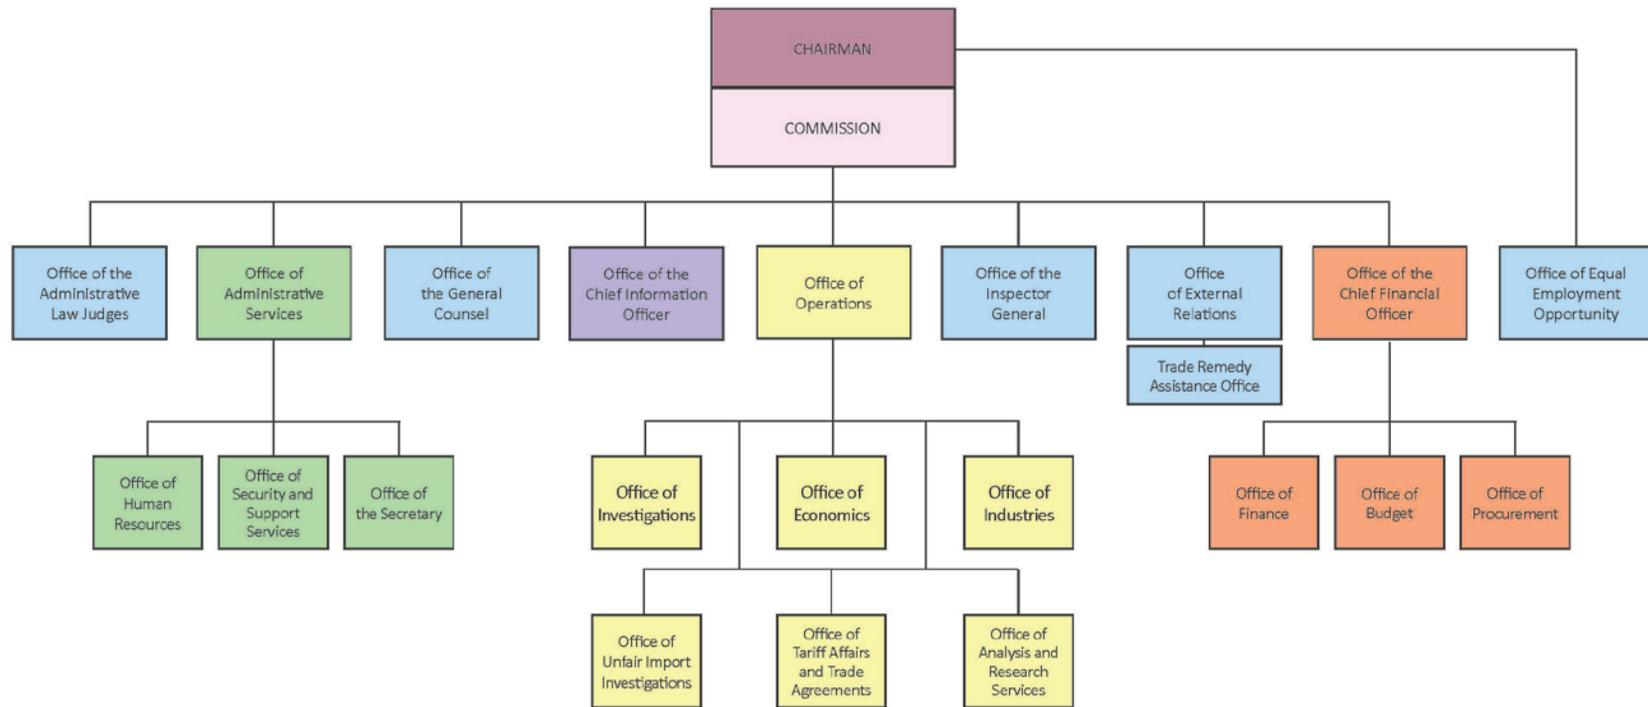 CHAIRMAN
COMMISSION
Office of the
Administrative
Law Judges
Office of
Administrative
Services
Office of
the General
Counsel
Office of the
Chief Information
Officer
Office of
Operations
Office of the
Inspector
General
Office
of External
Relations
Office of the
Chief Financial
Officer
Office of Equal
Employment
Opportunity
Trade Remedy
Assistance Office
Office of
Human
Resources
Office of
Security and
Support
Services
Office of
the Secretary
Office of
Investigations
Office of
Economics
Office of
Industries
Office of
Finance
Office of
Budget
Office of
Procurement
Office of
Unfair Import
Investigations
Office of
Tariff Affairs
and Trade
Agreements
Office of
Analysis and
Research
Services